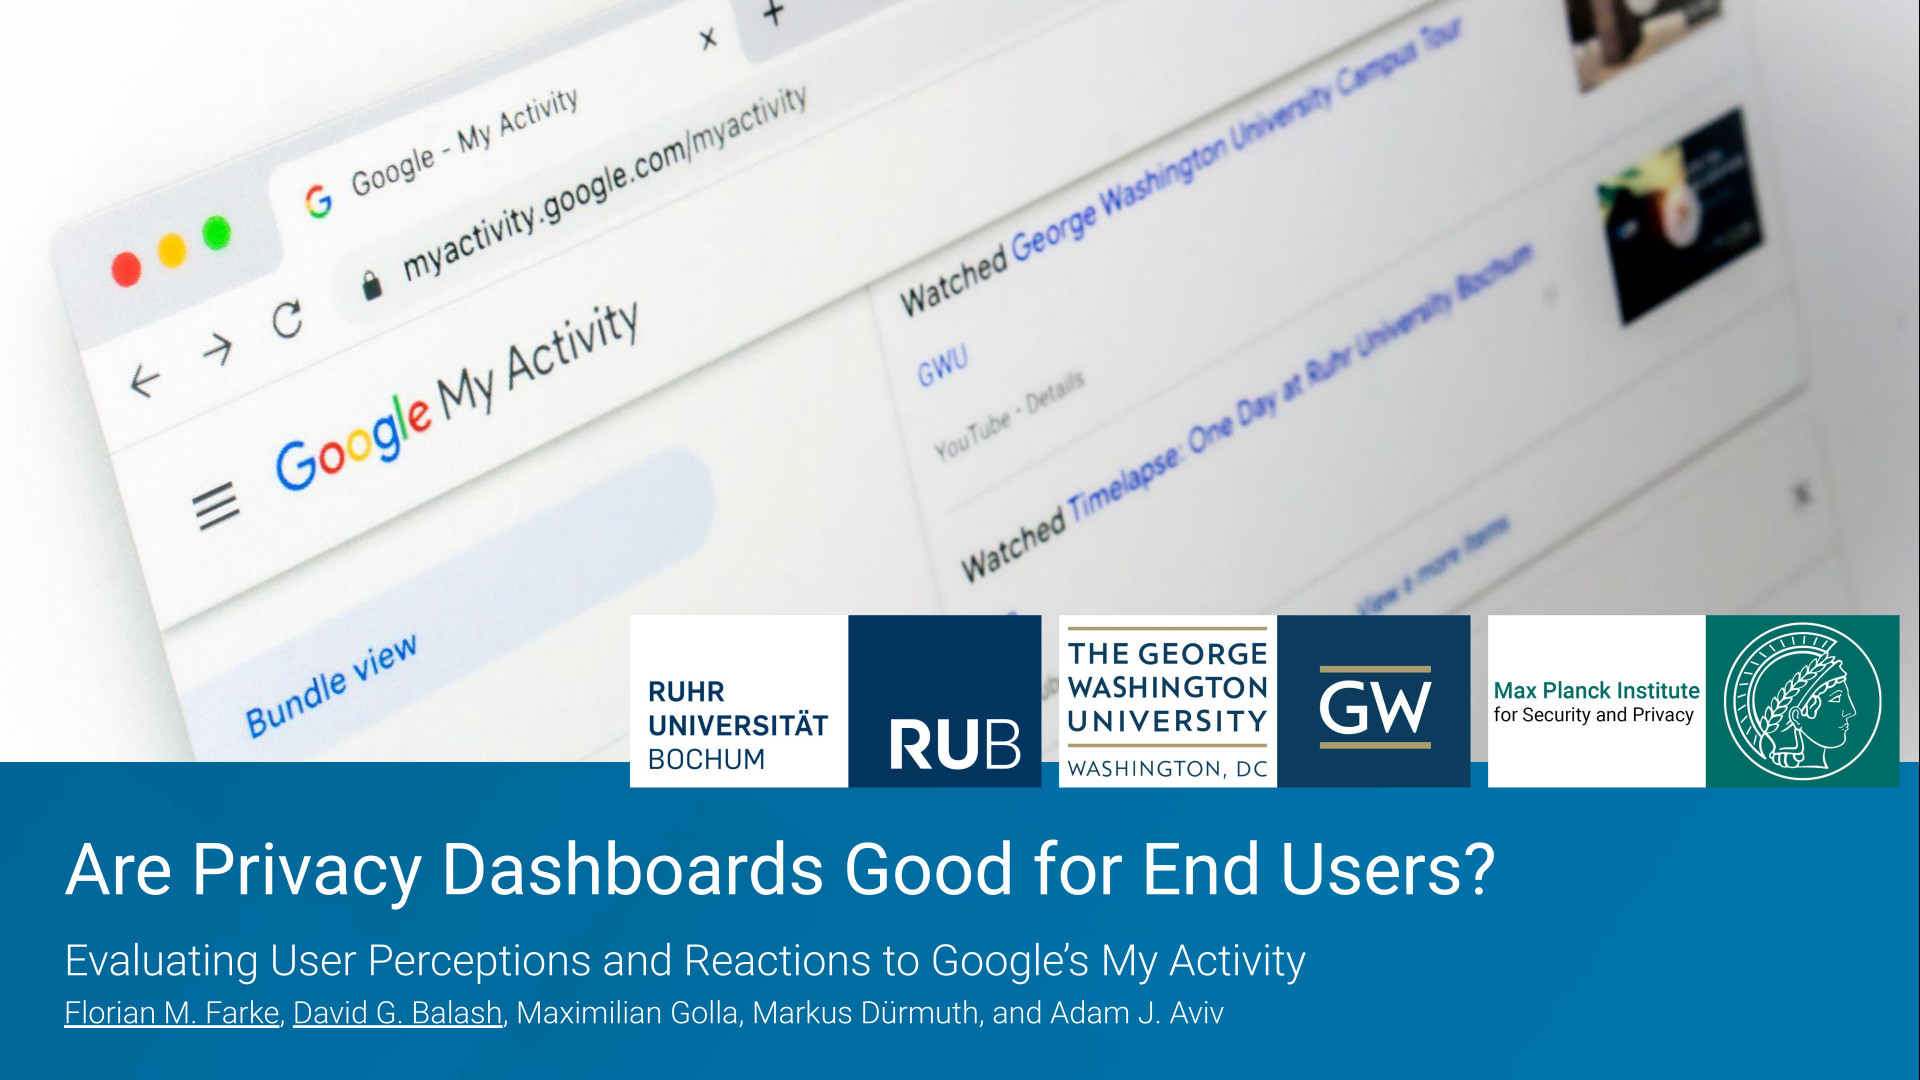 Google - My Activity
myactivity.google.com/myactivity
Google My Activity
Bundle view
Watched George Washington University Campus Tour
GWU
YouTube · Details
Watched Timelapse: One Day at Ruhr University Bochum
more items
RUHR
UNIVERSITÄT
BOCHUM
RUB
THE GEORGE
WASHINGTON
UNIVERSITY
WASHINGTON, DC
GW
Max Planck Institute
for Security and Privacy
Are Privacy Dashboards Good for End Users?
Evaluating User Perceptions and Reactions to Google’s My Activity
Florian M. Farke, David G. Balash, Maximilian Golla, Markus Dürmuth, and Adam J. Aviv